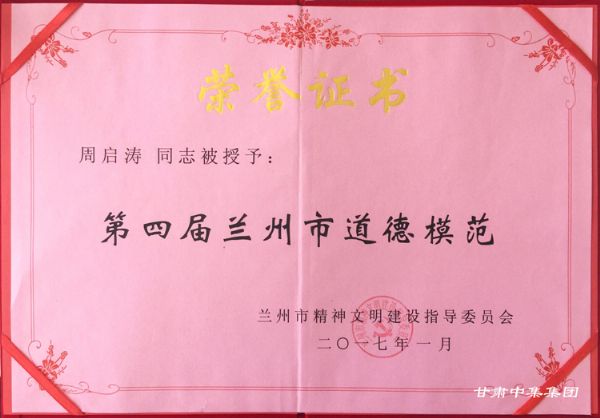 荣誉证书
周启涛 同志被授予：
第四届兰州市道德模范
兰州市精神文明建设指导委员会
二〇一七年一月
甘肃中集集团